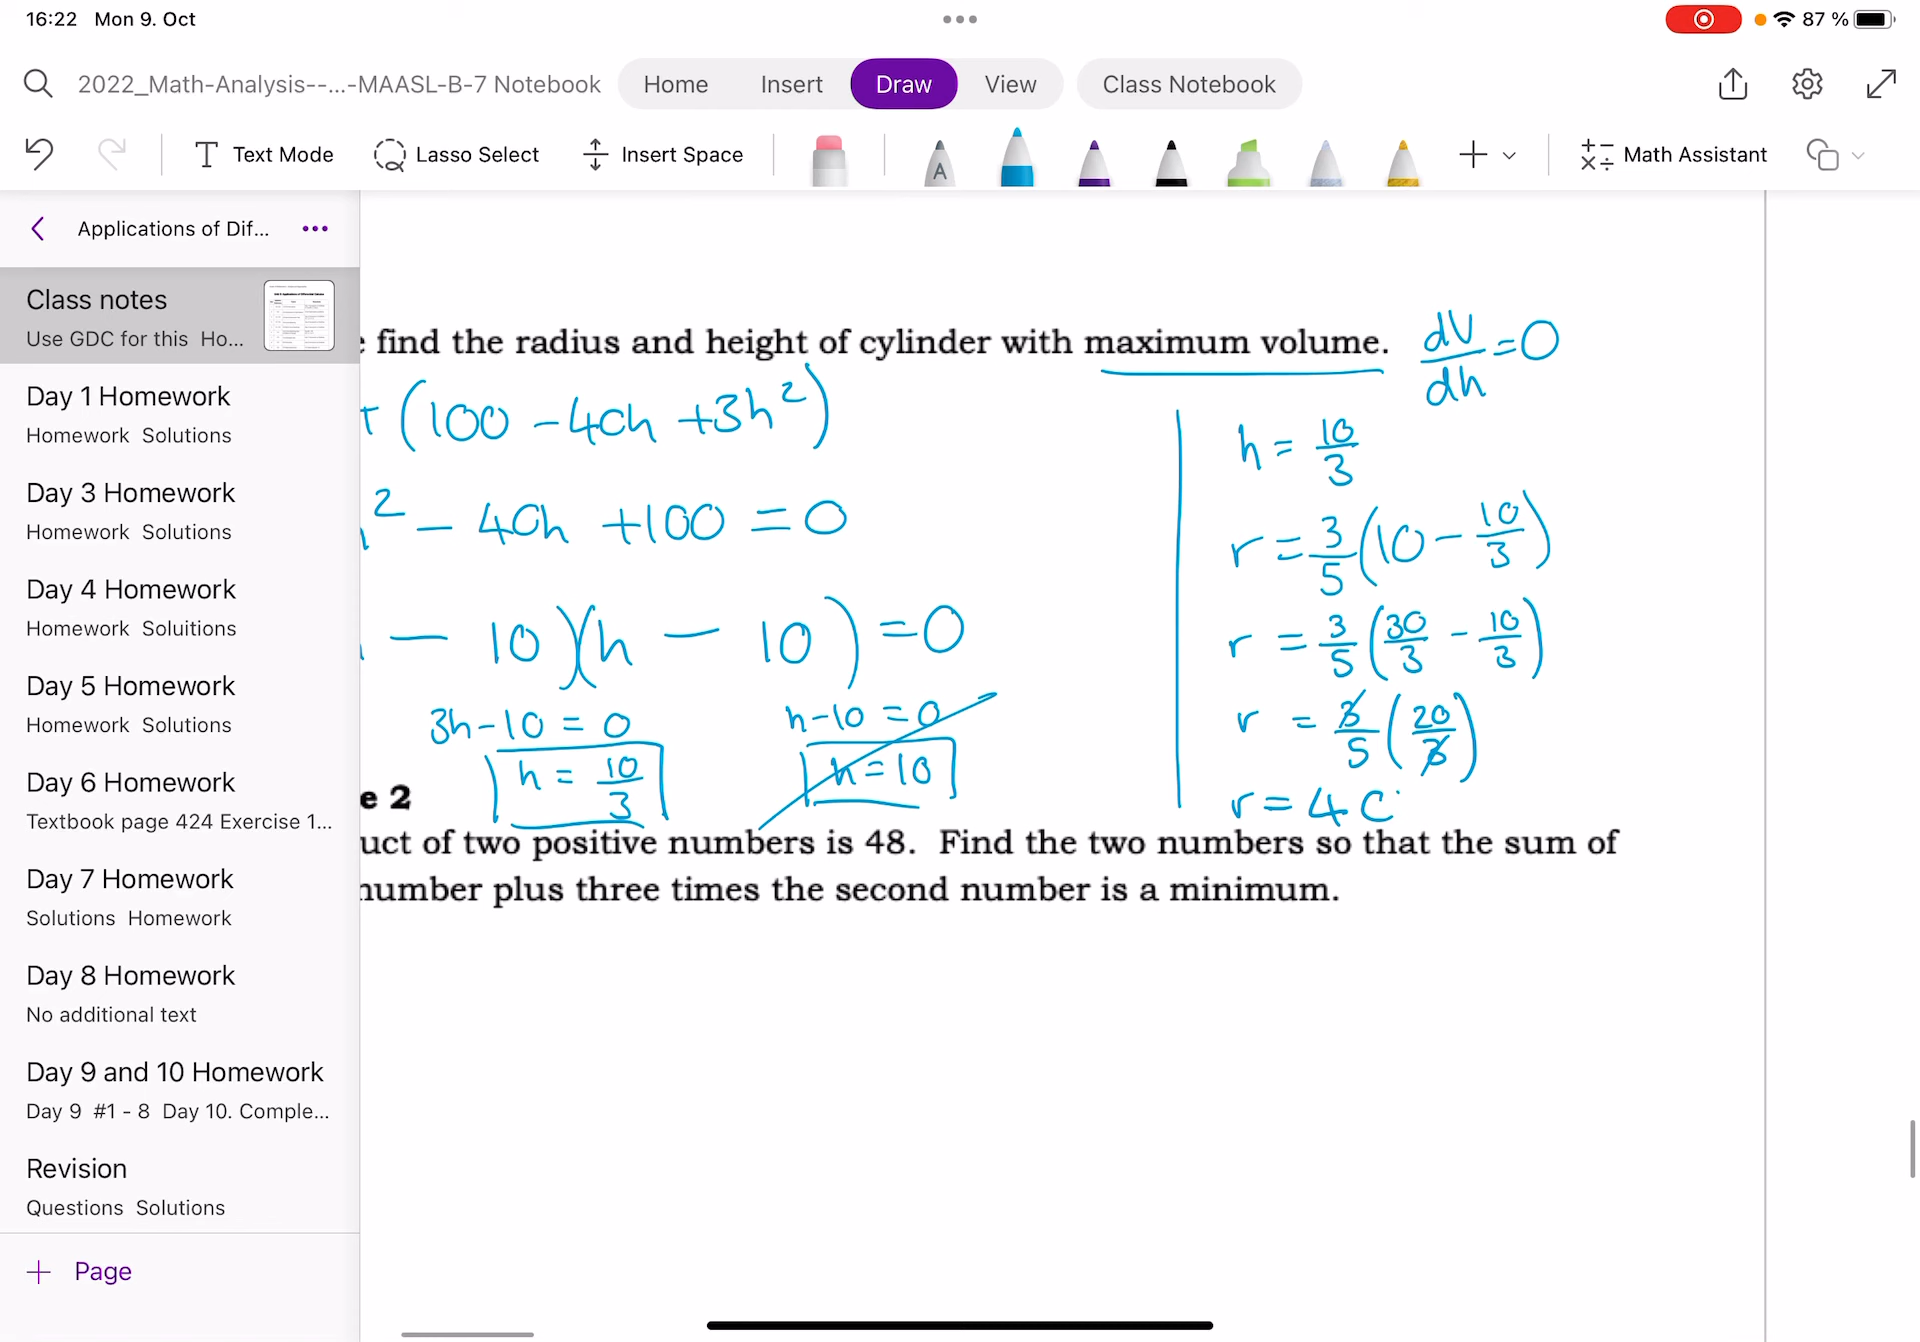 16:22 Mon 9. Oct
87 %
2022_Math-Analysis--...-MAASL-B-7 Notebook
Home Insert Draw View Class Notebook
Text Mode Lasso Select Insert Space A Math Assistant
Applications of Dif...
Class notes
Use GDC for this Ho...
Day 1 Homework
Homework Solutions
Day 3 Homework
Homework Solutions
Day 4 Homework
Homework Soluitions
Day 5 Homework
Homework Solutions
Day 6 Homework
Textbook page 424 Exercise 1...
Day 7 Homework
Solutions Homework
Day 8 Homework
No additional text
Day 9 and 10 Homework
Day 9 #1 - 8 Day 10. Comple...
Revision
Questions Solutions
+ Page
find the radius and height of cylinder with maximum volume. dV/dh = 0
(100 - 40h + 3h²)
² - 40h + 100 = 0
- 10)(h - 10) = 0
3h - 10 = 0 h - 10 = 0
h = 10/3 h = 10
h = 10/3
r = 3/5 (10 - 10/3)
r = 3/5 (30/3 - 10/3)
r = 3/5 (20/3)
r = 4 c
e 2
uct of two positive numbers is 48. Find the two numbers so that the sum of
number plus three times the second number is a minimum.